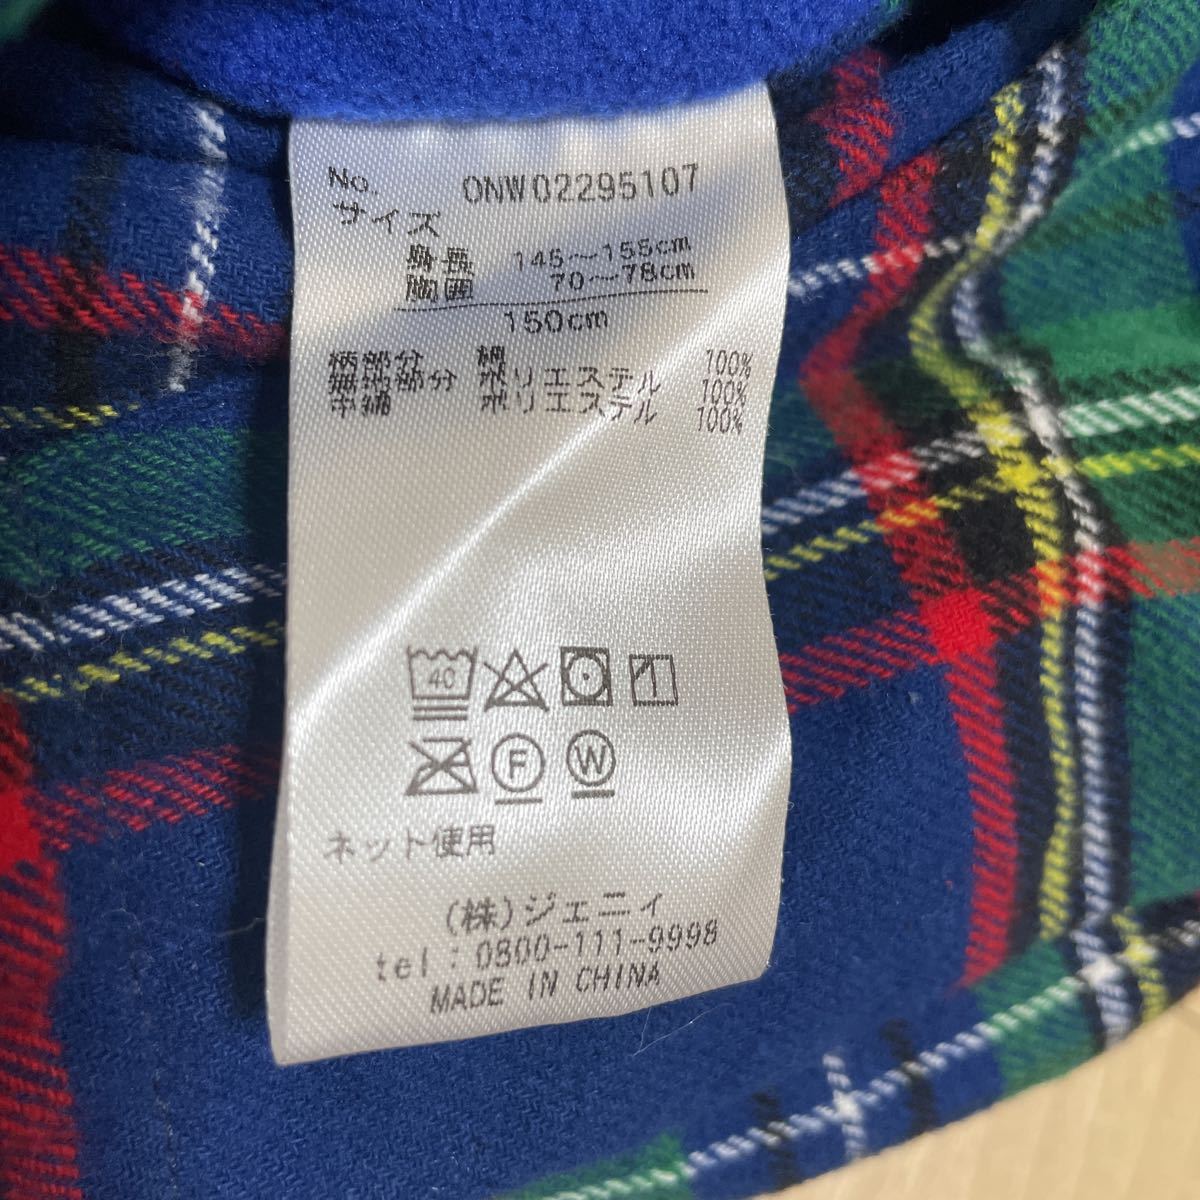 No. ONW02295107
サイズ
身長 145～155cm
胸囲 70～78cm
150cm
柄部分 綿 100%
無地部分 ポリエステル 100%
中綿 ポリエステル 100%
40
F W
ネット使用
(株)ジェニィ
tel：0800-111-9998
MADE IN CHINA